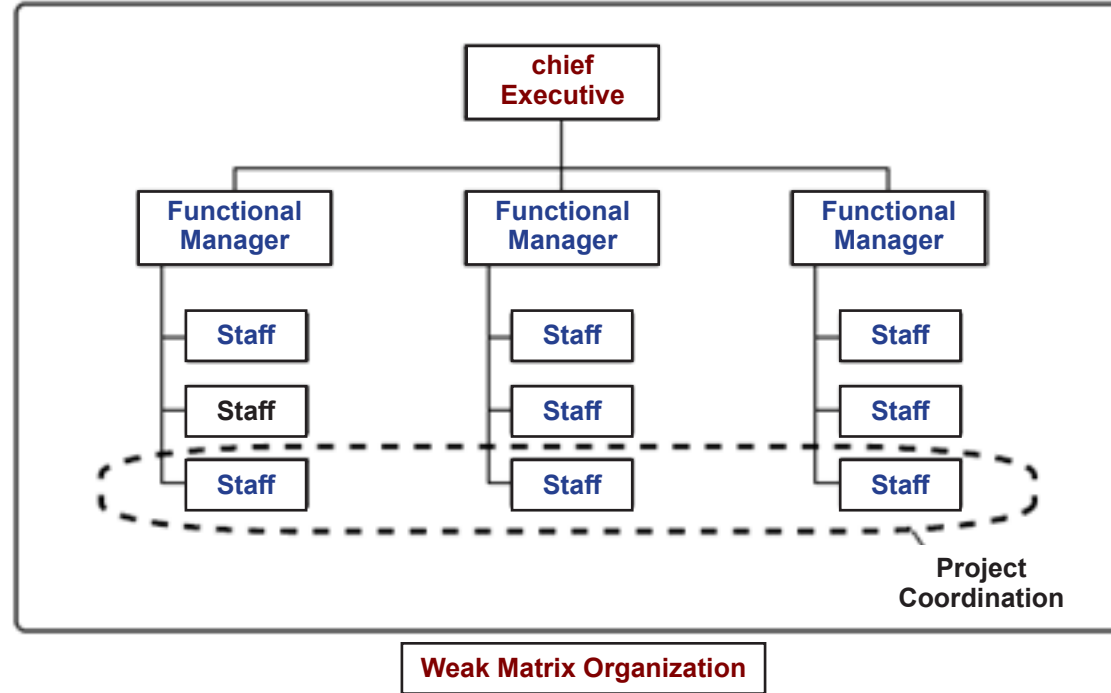 chief
Executive
Functional
Manager
Functional
Manager
Functional
Manager
Staff
Staff
Staff
Staff
Staff
Staff
Staff
Staff
Staff
Project
Coordination
Weak Matrix Organization